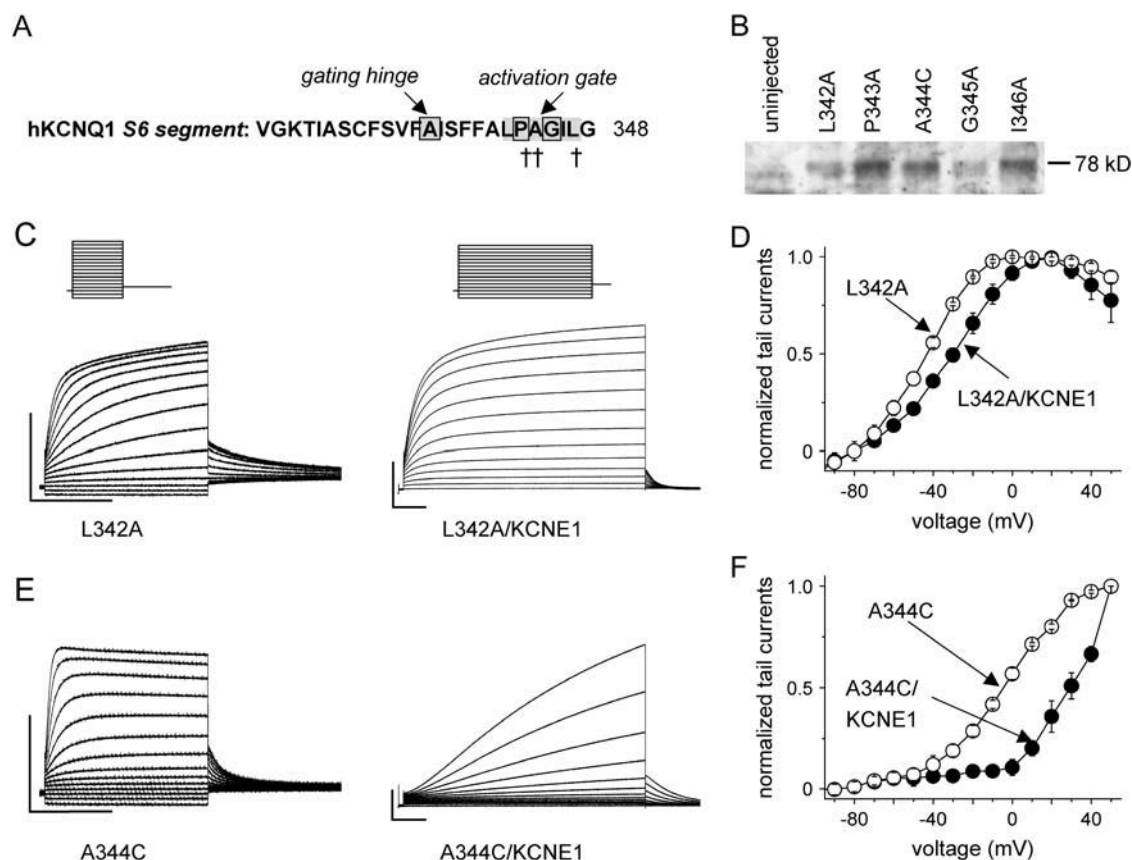 A
gating hinge
activation gate
hKCNQ1 S6 segment: VGKTIASCFSVFAISFFALPAGILG 348
† † †
B
uninjected
L342A
P343A
A344C
G345A
I346A
78 kD
C
L342A
L342A/KCNE1
D
normalized tail currents
1.0
0.5
0
-80 -40 0 40
voltage (mV)
L342A
L342A/KCNE1
E
A344C
A344C/KCNE1
F
normalized tail currents
1.0
0.5
0
-80 -40 0 40
voltage (mV)
A344C
A344C/
KCNE1